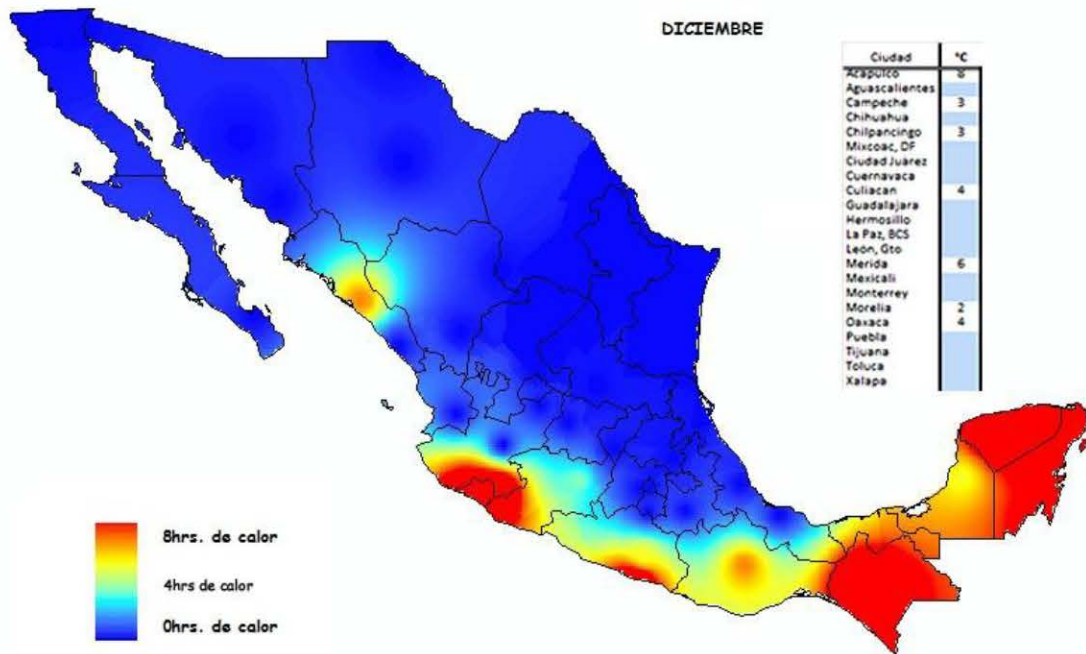 DICIEMBRE
Ciudad °C
Acapulco 8
Aguascalientes
Campeche 3
Chihuahua
Chilpancingo 3
Mixcoac, DF
Ciudad Juarez
Cuernavaca
Culiacan 4
Guadalajara
Hermosillo
La Paz, BCS
León, Gto
Merida 6
Mexicali
Monterrey
Morelia 2
Oaxaca 4
Puebla
Tijuana
Toluca
Xalapa
8hrs. de calor
4hrs de calor
0hrs. de calor